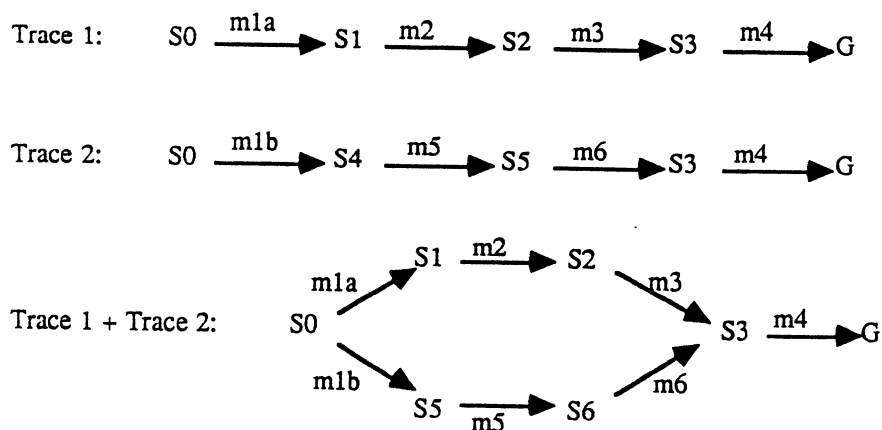 Trace 1: S0 m1a S1 m2 S2 m3 S3 m4 G
Trace 2: S0 m1b S4 m5 S5 m6 S3 m4 G
S1 m2 S2
m1a m3
Trace 1 + Trace 2: S0 S3 m4 G
m1b m6
S5 m5 S6